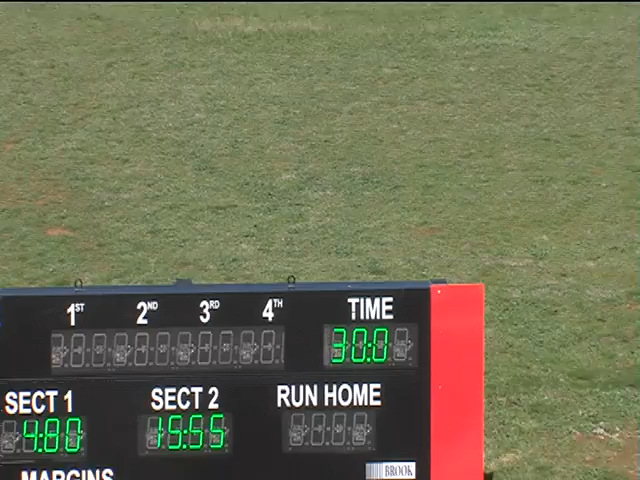 1ST 2ND 3RD 4TH TIME
30:0
SECT 1 SECT 2 RUN HOME
4:80 15:55
MARGINS BROOK